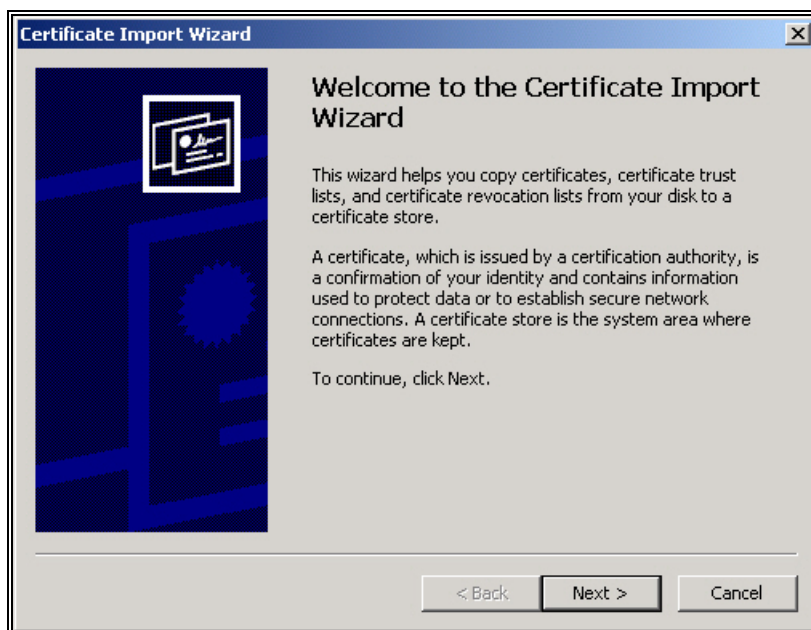 Certificate Import Wizard
Welcome to the Certificate Import
Wizard
This wizard helps you copy certificates, certificate trust
lists, and certificate revocation lists from your disk to a
certificate store.
A certificate, which is issued by a certification authority, is
a confirmation of your identity and contains information
used to protect data or to establish secure network
connections. A certificate store is the system area where
certificates are kept.
To continue, click Next.
< Back Next > Cancel